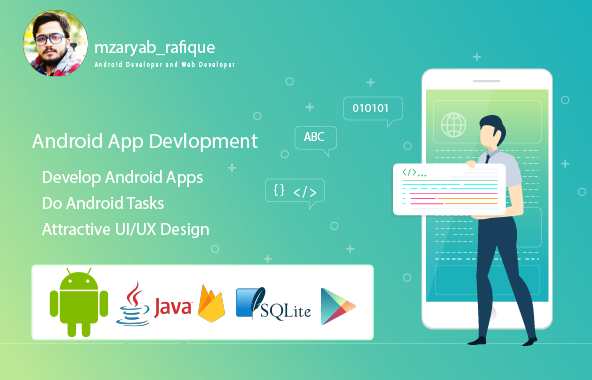 mzaryab_rafique
Android Developer and Web Developer
010101
ABC
{} </>
Android App Devlopment
Develop Android Apps
Do Android Tasks
Attractive UI/UX Design
</>...
Java
SQLite